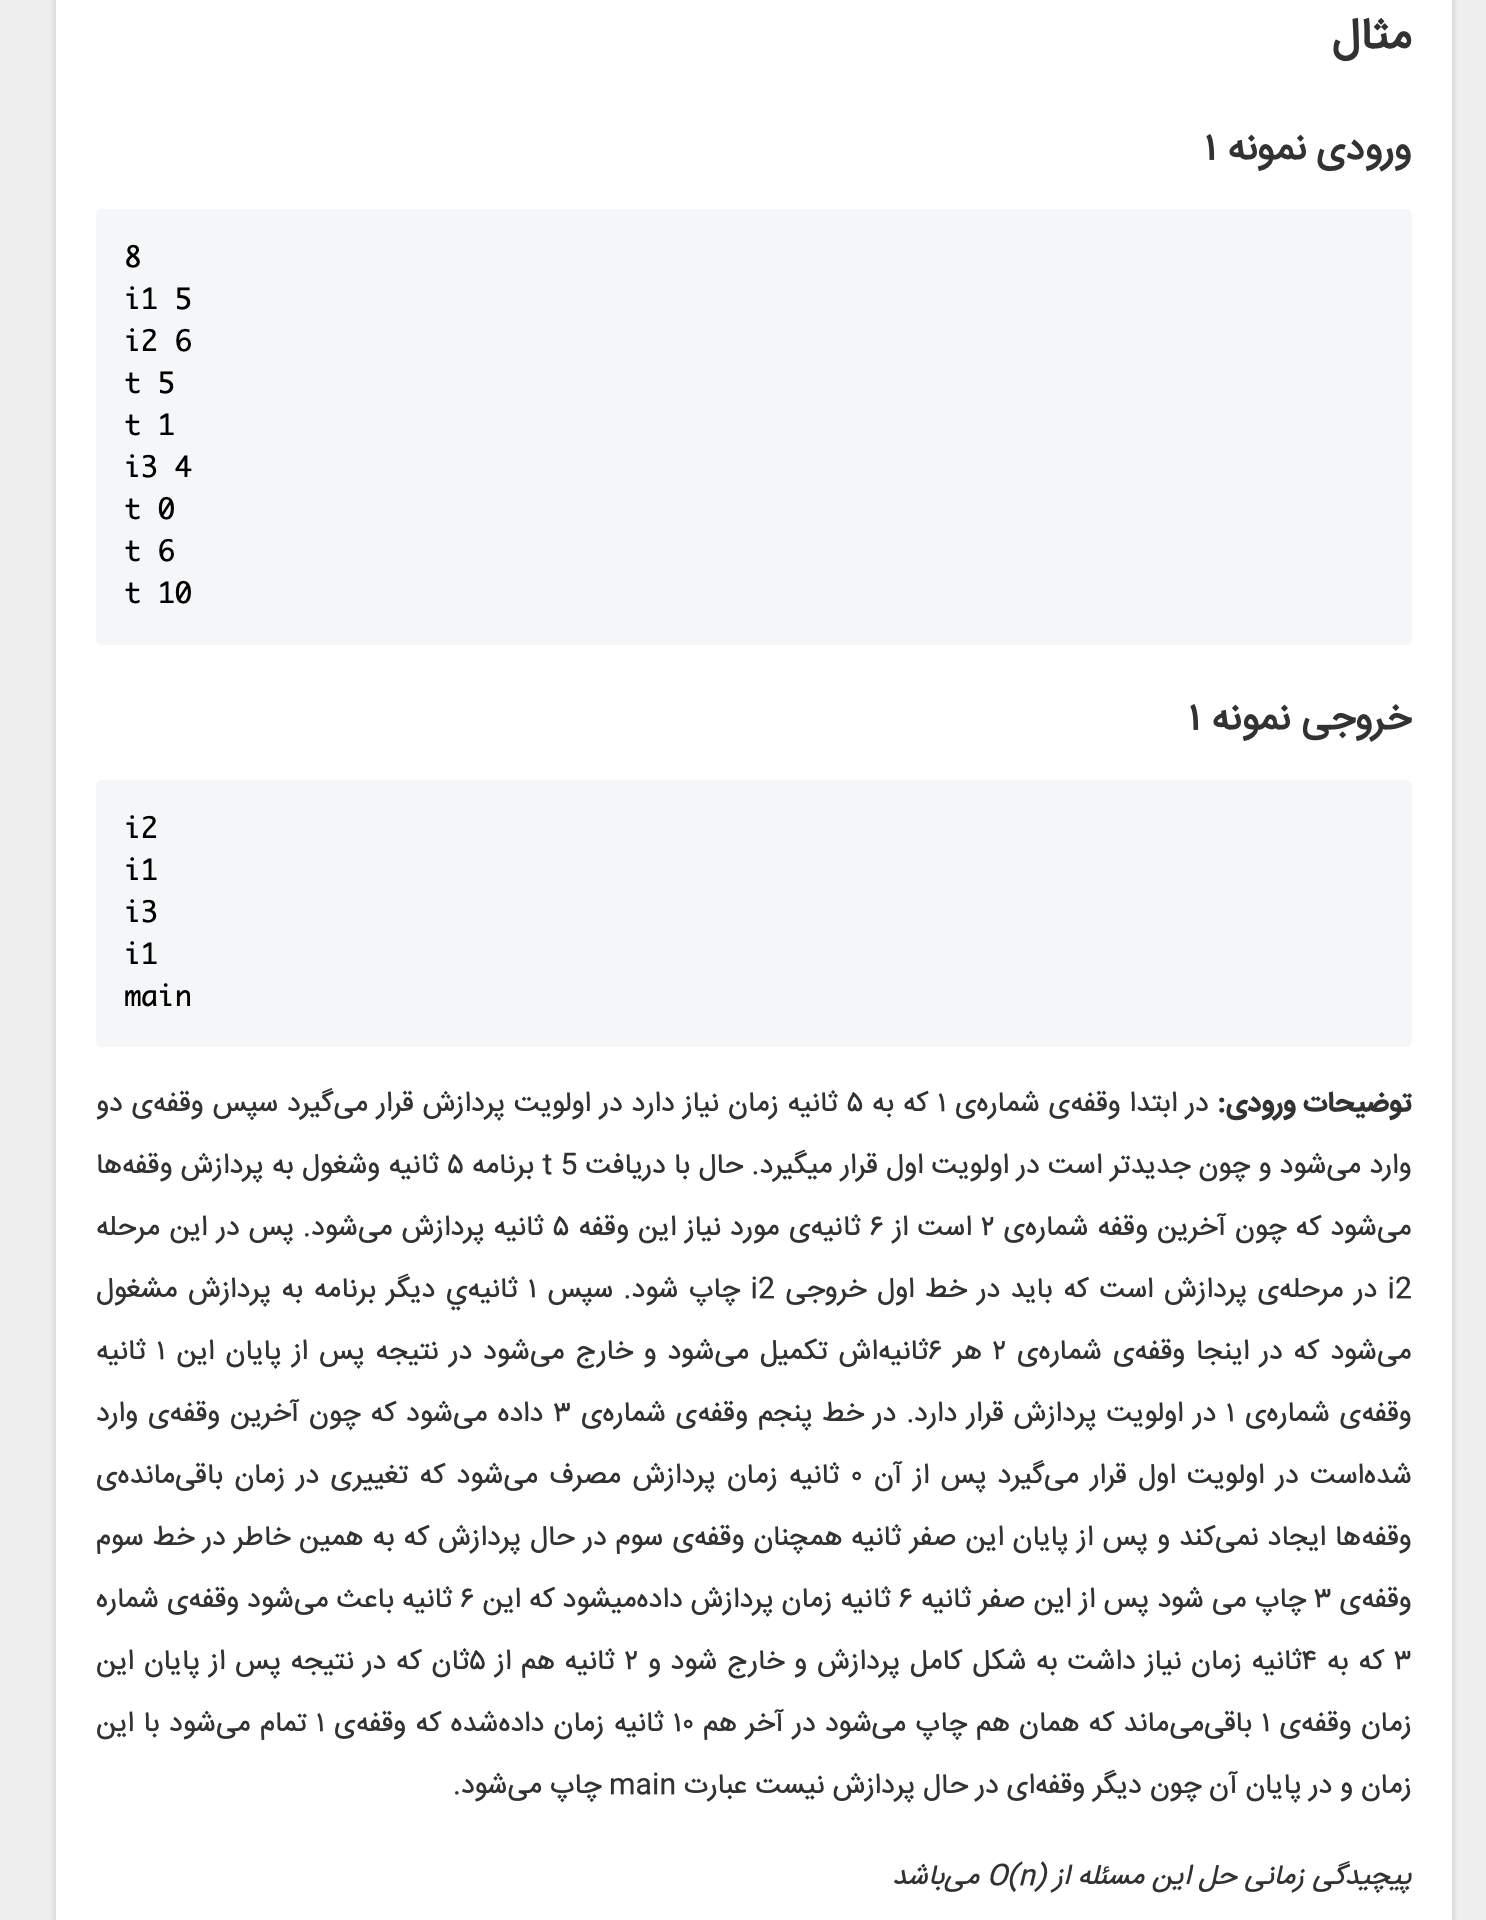 مثال
ورودی نمونه ۱
8
i1 5
i2 6
t 5
t 1
i3 4
t 0
t 6
t 10
خروجی نمونه ۱
i2
i1
i3
i1
main
توضیحات ورودی: در ابتدا وقفه‌ی شماره‌ی ۱ که به ۵ ثانیه زمان نیاز دارد در اولویت پردازش قرار می‌گیرد سپس وقفه‌ی دو
وارد می‌شود و چون جدیدتر است در اولویت اول قرار میگیرد. حال با دریافت t 5 برنامه ۵ ثانیه وشغول به پردازش وقفه‌ها
می‌شود که چون آخرین وقفه شماره‌ی ۲ است از ۶ ثانیه‌ی مورد نیاز این وقفه ۵ ثانیه پردازش می‌شود. پس در این مرحله
i2 در مرحله‌ی پردازش است که باید در خط اول خروجی i2 چاپ شود. سپس ۱ ثانیه‌ي دیگر برنامه به پردازش مشغول
می‌شود که در اینجا وقفه‌ی شماره‌ی ۲ هر ۶ثانیه‌اش تکمیل می‌شود و خارج می‌شود در نتیجه پس از پایان این ۱ ثانیه
وقفه‌ی شماره‌ی ۱ در اولویت پردازش قرار دارد. در خط پنجم وقفه‌ی شماره‌ی ۳ داده می‌شود که چون آخرین وقفه‌ی وارد
شده‌است در اولویت اول قرار می‌گیرد پس از آن ۰ ثانیه زمان پردازش مصرف می‌شود که تغییری در زمان باقی‌مانده‌ی
وقفه‌ها ایجاد نمی‌کند و پس از پایان این صفر ثانیه همچنان وقفه‌ی سوم در حال پردازش که به همین خاطر در خط سوم
وقفه‌ی ۳ چاپ می شود پس از این صفر ثانیه ۶ ثانیه زمان پردازش داده‌میشود که این ۶ ثانیه باعث می‌شود وقفه‌ی شماره
۳ که به ۴ثانیه زمان نیاز داشت به شکل کامل پردازش و خارج شود و ۲ ثانیه هم از ۵ثان که در نتیجه پس از پایان این
زمان وقفه‌ی ۱ باقی‌می‌ماند که همان هم چاپ می‌شود در آخر هم ۱۰ ثانیه زمان داده‌شده که وقفه‌ی ۱ تمام می‌شود با این
زمان و در پایان آن چون دیگر وقفه‌ای در حال پردازش نیست عبارت main چاپ می‌شود.
پیچیدگی زمانی حل این مسئله از O(n) می‌باشد